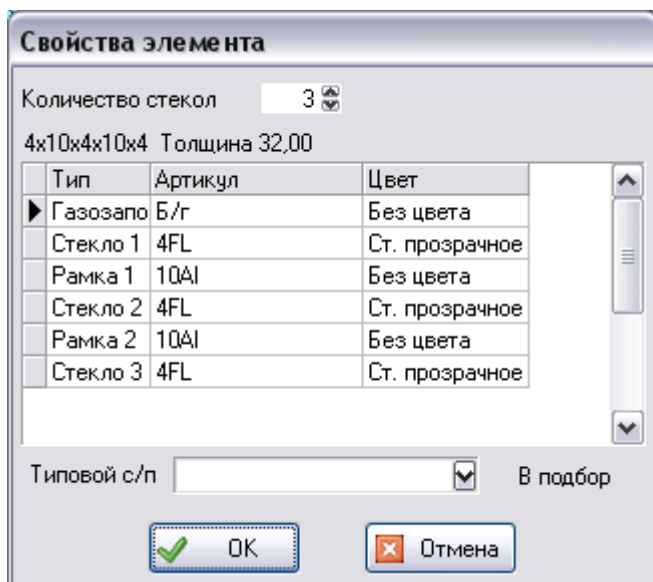 Свойства элемента
Количество стекол 3
4x10x4x10x4 Толщина 32,00
Тип Артикул Цвет
Газозапо Б/г Без цвета
Стекло 1 4FL Ст. прозрачное
Рамка 1 10Al Без цвета
Стекло 2 4FL Ст. прозрачное
Рамка 2 10Al Без цвета
Стекло 3 4FL Ст. прозрачное
Типовой с/п В подбор
OK Отмена